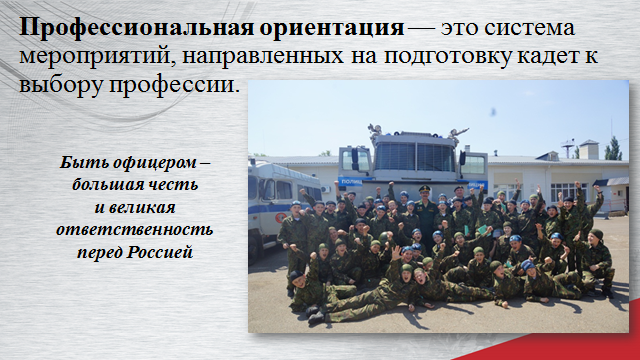 Профессиональная ориентация — это система
мероприятий, направленных на подготовку кадет к
выбору профессии.
Быть офицером –
большая честь
и великая
ответственность
перед Россией